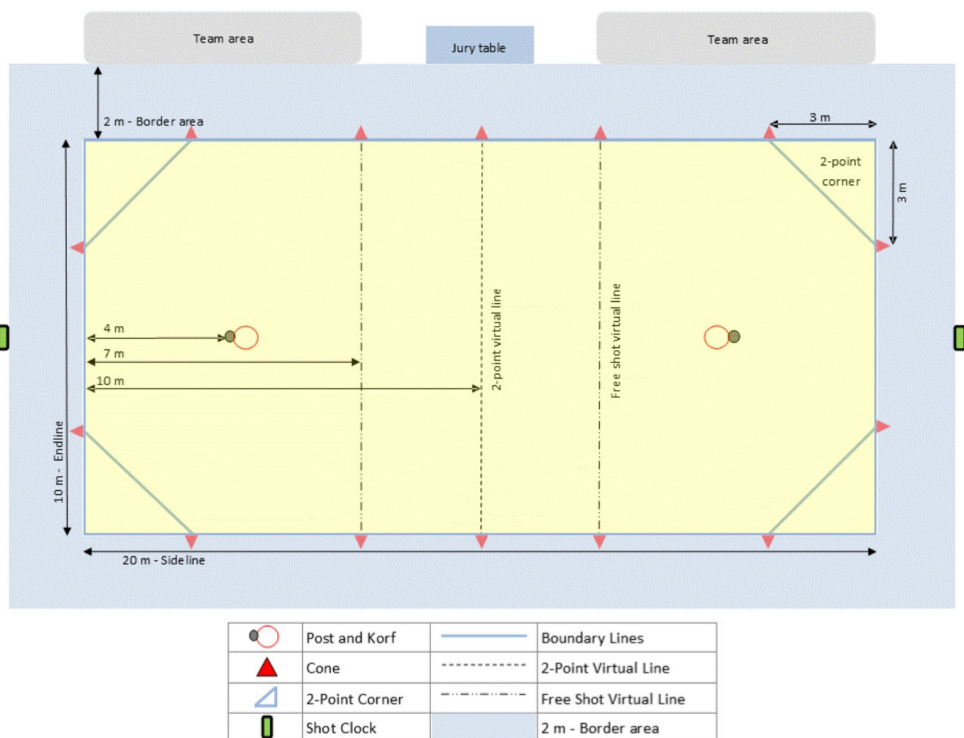 Team area
Jury table
Team area
2 m - Border area
3 m
2-point
corner
3 m
4 m
7 m
10 m
2-point virtual line
Free shot virtual line
10 m - Endline
20 m - Sideline
Post and Korf
Boundary Lines
Cone
2-Point Virtual Line
2-Point Corner
Free Shot Virtual Line
Shot Clock
2 m - Border area